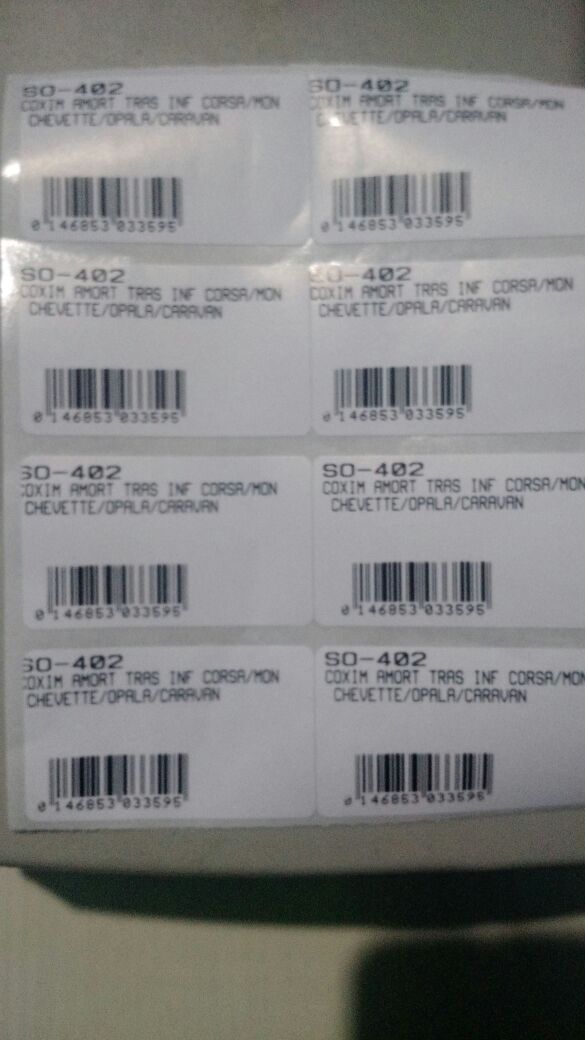 SO-402
COXIM AMORT TRAS INF CORSA/MON
CHEVETTE/OPALA/CARAVAN
0 146853 033595
SO-402
COXIM AMORT TRAS INF CORSA/MON
CHEVETTE/OPALA/CARAVAN
0 146853 033595
SO-402
COXIM AMORT TRAS INF CORSA/MON
CHEVETTE/OPALA/CARAVAN
0 146853 033595
SO-402
COXIM AMORT TRAS INF CORSA/MON
CHEVETTE/OPALA/CARAVAN
0 146853 033595
SO-402
COXIM AMORT TRAS INF CORSA/MON
CHEVETTE/OPALA/CARAVAN
0 146853 033595
SO-402
COXIM AMORT TRAS INF CORSA/MON
CHEVETTE/OPALA/CARAVAN
0 146853 033595
SO-402
COXIM AMORT TRAS INF CORSA/MON
CHEVETTE/OPALA/CARAVAN
0 146853 033595
SO-402
COXIM AMORT TRAS INF CORSA/MON
CHEVETTE/OPALA/CARAVAN
0 146853 033595